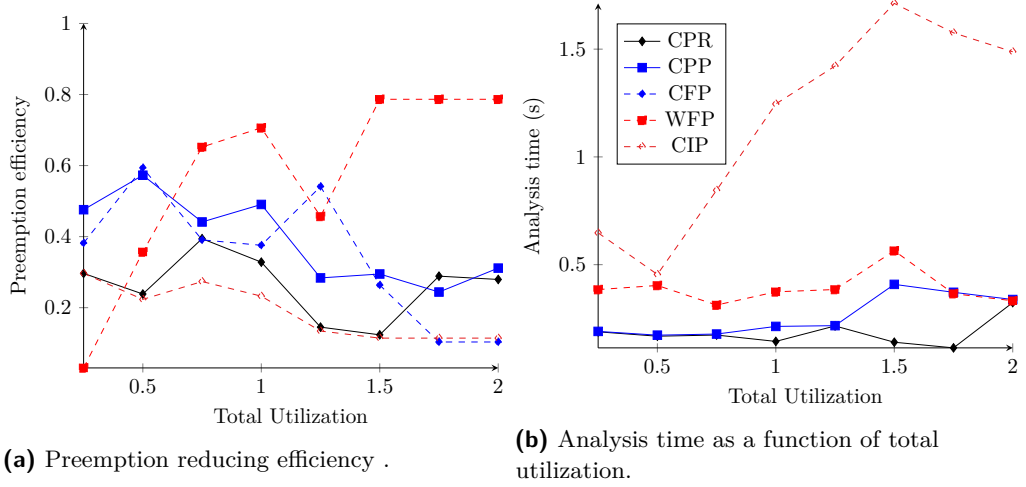 1
0.8
0.6
0.4
0.2
0.5 1 1.5 2
Preemption efficiency
Total Utilization
(a) Preemption reducing efficiency .
1.5
1
0.5
0.5 1 1.5 2
Analysis time (s)
Total Utilization
CPR
CPP
CFP
WFP
CIP
(b) Analysis time as a function of total
utilization.